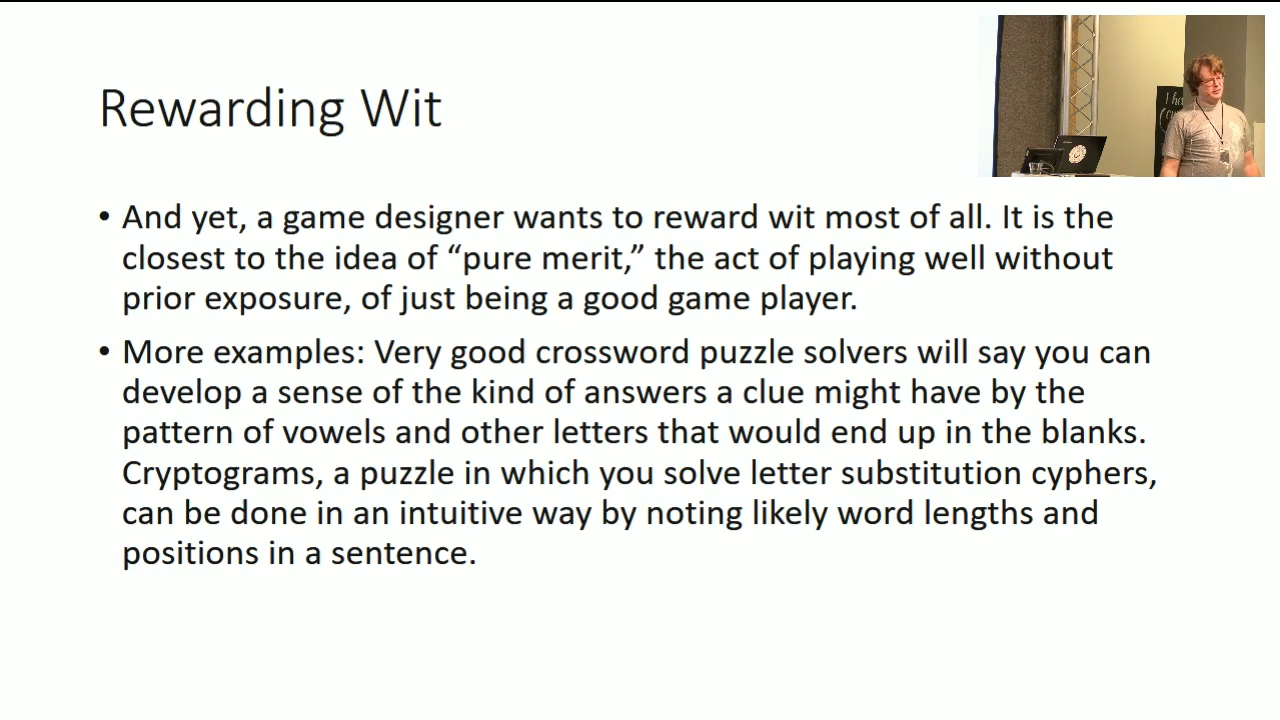 Rewarding Wit
• And yet, a game designer wants to reward wit most of all. It is the
closest to the idea of “pure merit,” the act of playing well without
prior exposure, of just being a good game player.
• More examples: Very good crossword puzzle solvers will say you can
develop a sense of the kind of answers a clue might have by the
pattern of vowels and other letters that would end up in the blanks.
Cryptograms, a puzzle in which you solve letter substitution cyphers,
can be done in an intuitive way by noting likely word lengths and
positions in a sentence.